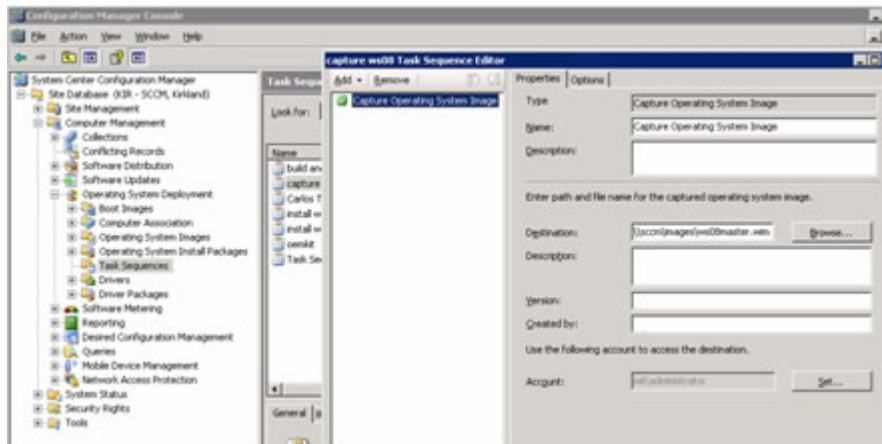 Configuration Manager Console
File Action View Window Help
System Center Configuration Manager
Site Database (KIR - SCCM, Kirkland)
Site Management
Computer Management
Collections
Conflicting Records
Software Distribution
Software Updates
Operating System Deployment
Boot Images
Computer Association
Operating System Images
Operating System Install Packages
Task Sequences
Drivers
Driver Packages
Software Metering
Reporting
Desired Configuration Management
Queries
Mobile Device Management
Network Access Protection
System Status
Security Rights
Tools
Task Sequ
Look for:
Name
build an
capture
Carlos T
install w
install w
oemkit
Task Se
General
capture ws08 Task Sequence Editor
Add Remove
Capture Operating System Image
Properties Options
Type Capture Operating System Image
Name: Capture Operating System Image
Description:
Enter path and file name for the captured operating system image.
Destination: \\sccm\images\ws08master.wim Browse...
Description:
Version:
Created by:
Use the following account to access the destination.
Account: Set...